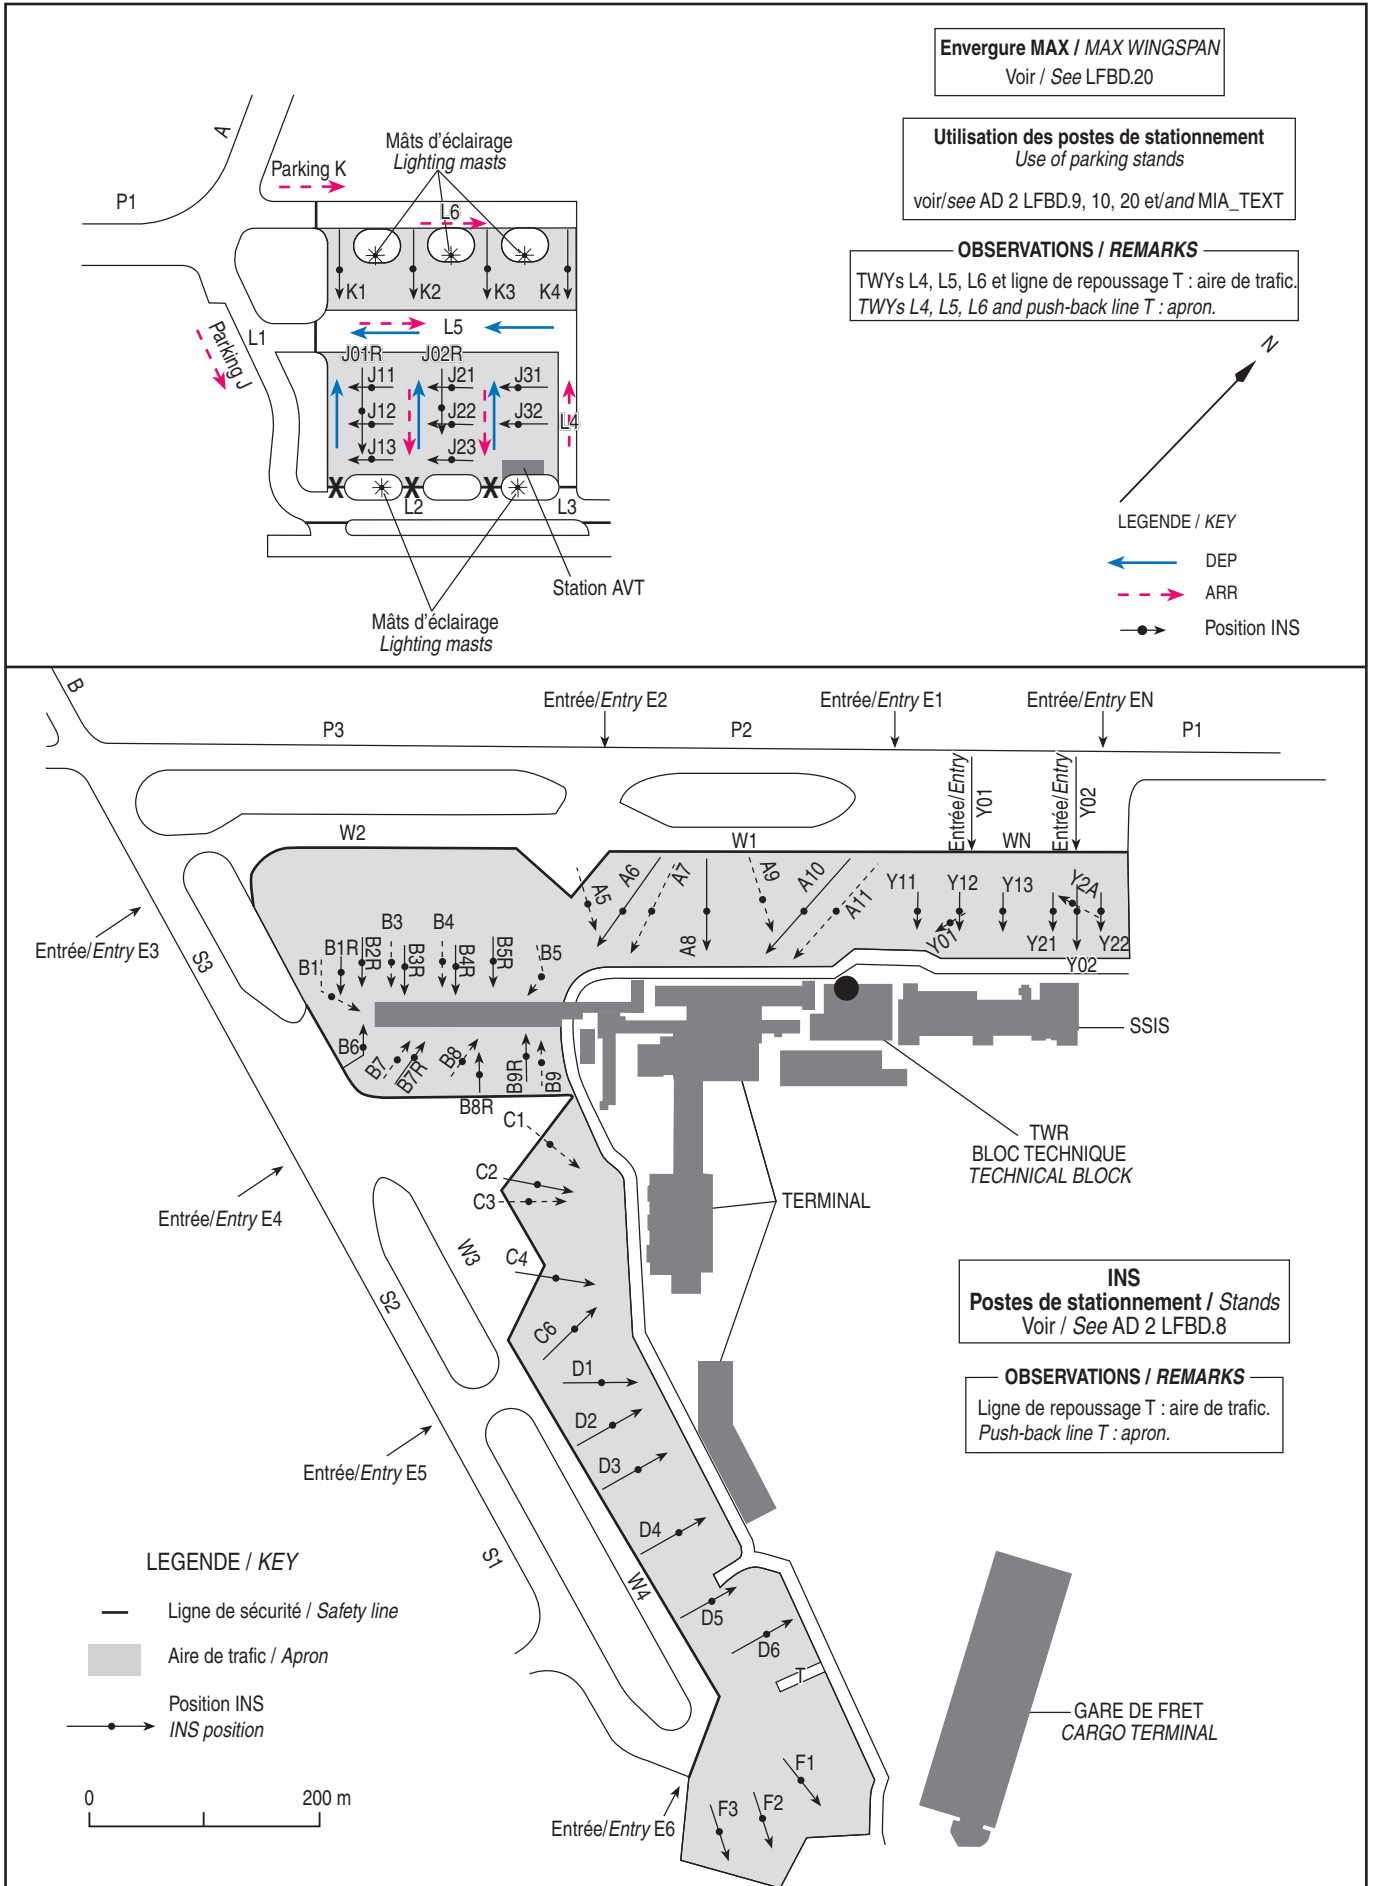 Envergure MAX / MAX WINGSPAN
Voir / See LFBD.20
Utilisation des postes de stationnement
Use of parking stands
voir/see AD 2 LFBD.9, 10, 20 et/and MIA_TEXT
OBSERVATIONS / REMARKS
TWYs L4, L5, L6 et ligne de repoussage T : aire de trafic.
TWYs L4, L5, L6 and push-back line T : apron.
N
LEGENDE / KEY
DEP
ARR
Position INS
A
Mâts d'éclairage
Lighting masts
Parking K
P1
L6
K1
K2
K3
K4
L5
L1
Parking J
J01R
J02R
J11
J21
J31
J12
J22
J32
L4
J13
J23
L2
L3
Station AVT
Mâts d'éclairage
Lighting masts
B
Entrée/Entry E2
Entrée/Entry E1
Entrée/Entry EN
P3
P2
P1
Entrée/Entry
Y01
Entrée/Entry
Y02
W2
W1
WN
A5
A6
A7
A8
A9
A10
A11
Y11
Y12
Y13
Y2A
Y01
Y21
Y22
Y02
Entrée/Entry E3
S3
B1
B1R
B2R
B3
B3R
B4
B4R
B5R
B5
B6
B7
B7R
B8
B8R
B9R
B9
SSIS
TWR
BLOC TECHNIQUE
TECHNICAL BLOCK
TERMINAL
C1
C2
C3
C4
C6
Entrée/Entry E4
W3
S2
D1
D2
D3
D4
D5
D6
Entrée/Entry E5
S1
W4
T
INS
Postes de stationnement / Stands
Voir / See AD 2 LFBD.8
OBSERVATIONS / REMARKS
Ligne de repoussage T : aire de trafic.
Push-back line T : apron.
LEGENDE / KEY
Ligne de sécurité / Safety line
Aire de trafic / Apron
Position INS
INS position
0
200 m
GARE DE FRET
CARGO TERMINAL
F1
F2
F3
Entrée/Entry E6